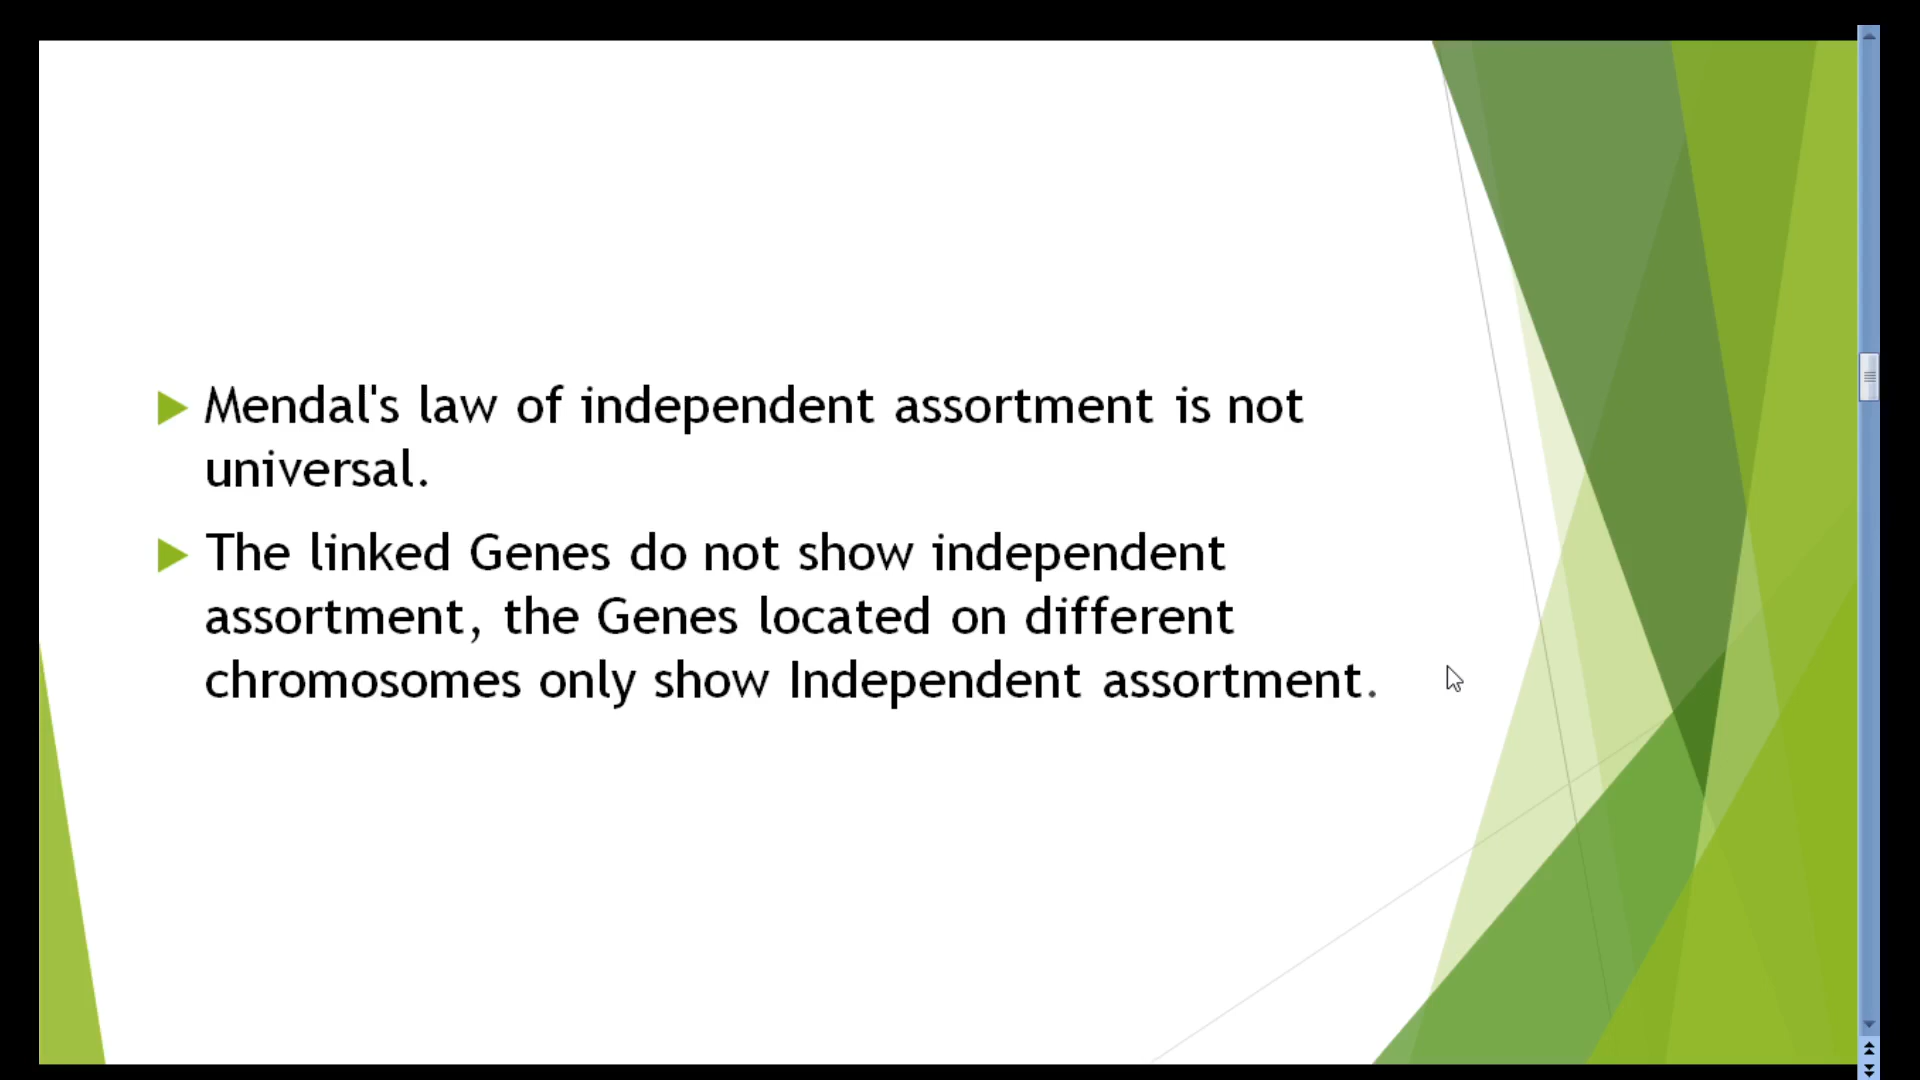 Mendal's law of independent assortment is not
universal.
The linked Genes do not show independent
assortment, the Genes located on different
chromosomes only show Independent assortment.